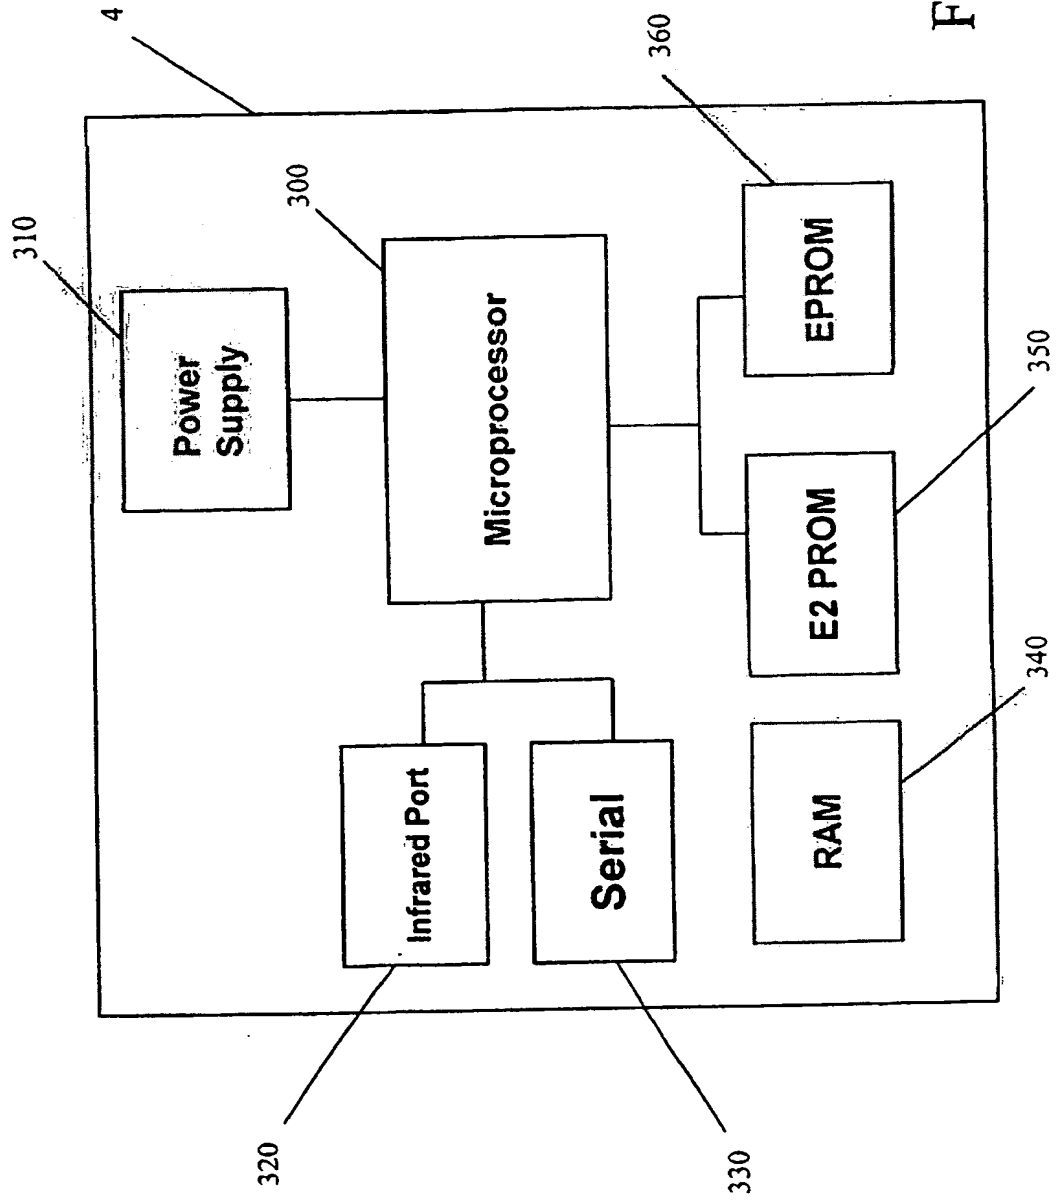 310
4
Power
Supply
320
300
Infrared Port
Microprocessor
Serial
360
330
RAM
E2 PROM
EPROM
F
340
350